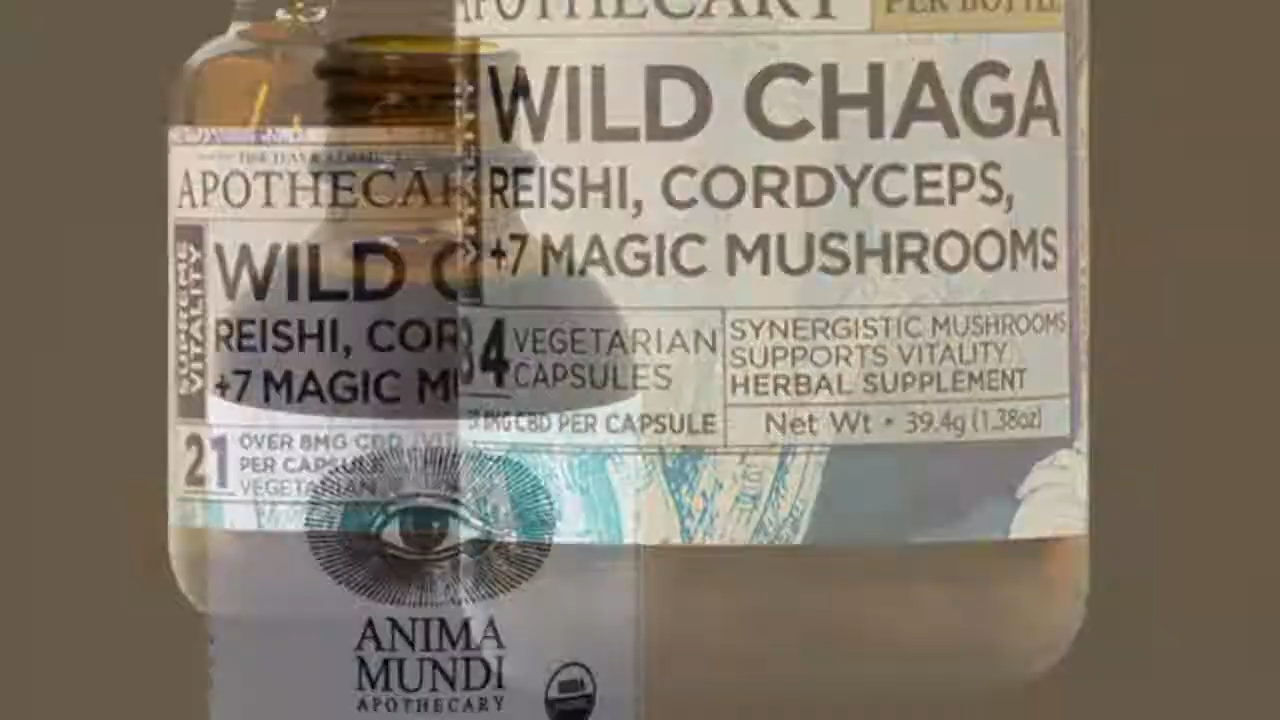 APOTHECARY
PER BOTTLE
WILD CHAGA
REISHI, CORDYCEPS,
+7 MAGIC MUSHROOMS
84 VEGETARIAN
CAPSULES
MG CBD PER CAPSULE
SYNERGISTIC MUSHROOMS
SUPPORTS VITALITY
HERBAL SUPPLEMENT
Net Wt • 39.4g (1.38oz)
APOTHECAR
VITALITY
WILD C
REISHI, COR
+7 MAGIC MU
21
OVER 8MG CBD
PER CAPSULE
VEGETARIAN
ANIMA
MUNDI
APOTHECARY